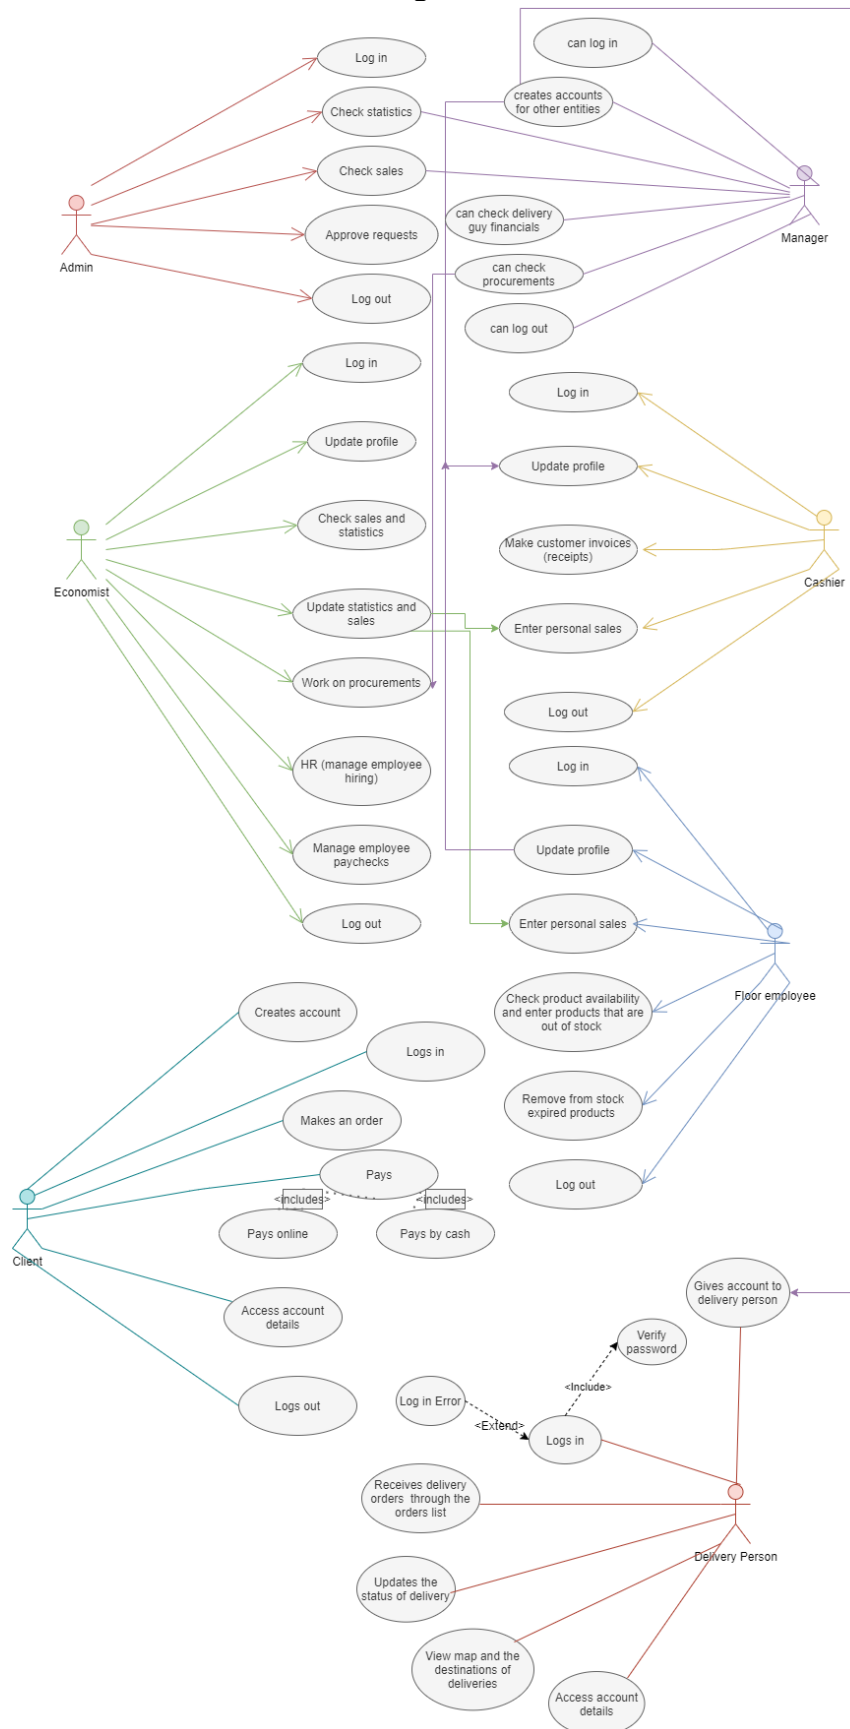 Log in
Check statistics
Check sales
Approve requests
Log out
Admin
can log in
creates accounts
for other entities
can check delivery
guy financials
can check
procurements
can log out
Manager
Log in
Update profile
Check sales and
statistics
Update statistics and
sales
Work on procurements
HR (manage employee
hiring)
Manage employee
paychecks
Log out
Economist
Log in
Update profile
Make customer invoices
(receipts)
Enter personal sales
Log out
Cashier
Log in
Update profile
Enter personal sales
Check product availability
and enter products that are
out of stock
Remove from stock
expired products
Log out
Floor employee
Creates account
Logs in
Makes an order
Pays
<includes>
<includes>
Pays online
Pays by cash
Access account
details
Logs out
Client
Gives account to
delivery person
Verify
password
<Include>
Log in Error
<Extend>
Logs in
Receives delivery
orders through the
orders list
Updates the
status of delivery
View map and the
destinations of
deliveries
Access account
details
Delivery Person